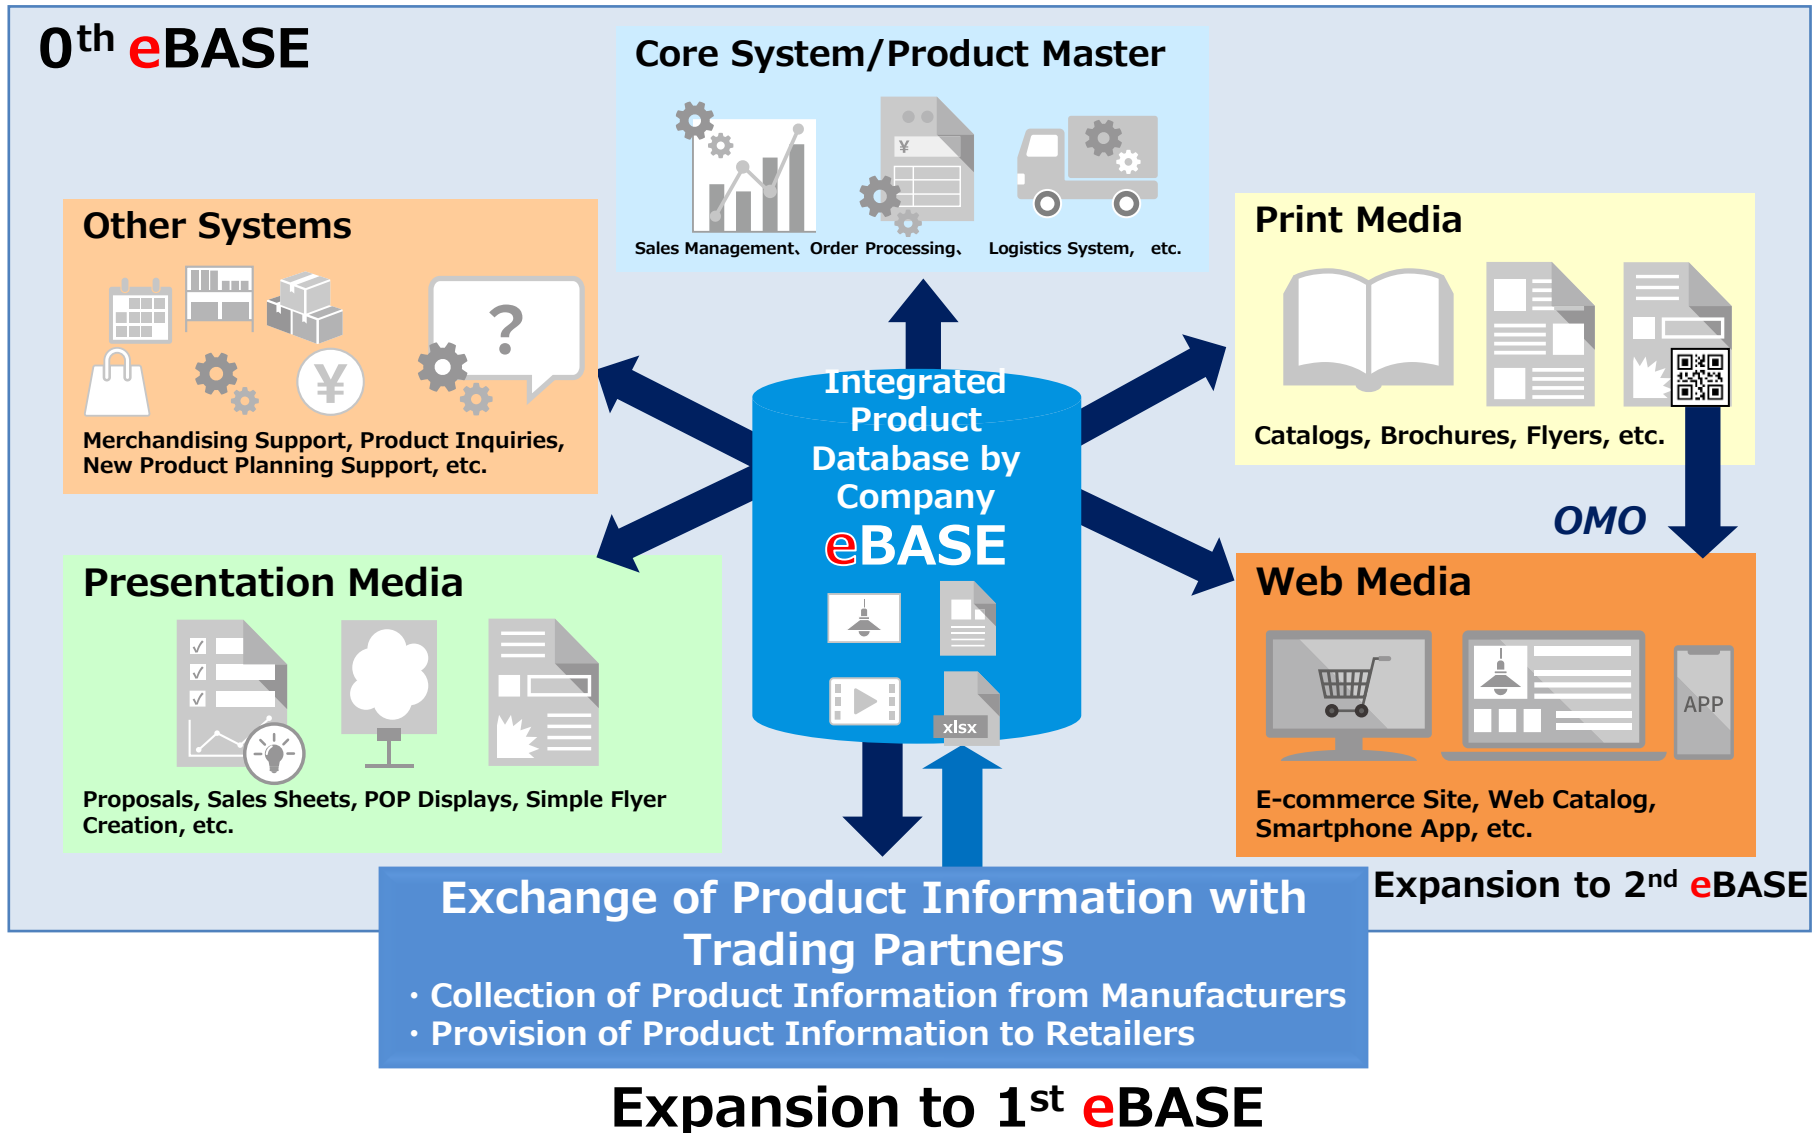 0th eBASE
Core System/Product Master
¥
Sales Management、Order Processing、 Logistics System, etc.
Other Systems
?
¥
Merchandising Support, Product Inquiries,
New Product Planning Support, etc.
Print Media
Catalogs, Brochures, Flyers, etc.
OMO
Integrated
Product
Database by
Company
eBASE
xlsx
Presentation Media
Proposals, Sales Sheets, POP Displays, Simple Flyer
Creation, etc.
Web Media
APP
E-commerce Site, Web Catalog,
Smartphone App, etc.
Expansion to 2nd eBASE
Exchange of Product Information with
Trading Partners
・Collection of Product Information from Manufacturers
・Provision of Product Information to Retailers
Expansion to 1st eBASE